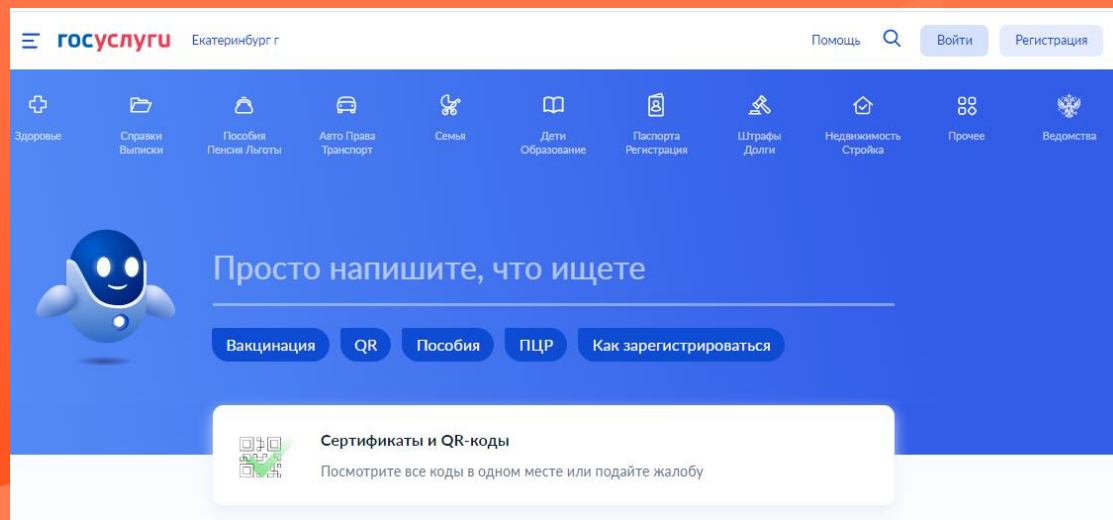 госуслуги Екатеринбург г Помощь Войти Регистрация
Здоровье
Справки
Выписки
Пособия
Пенсия Льготы
Авто Права
Транспорт
Семья
Дети
Образование
Паспорта
Регистрация
Штрафы
Долги
Недвижимость
Стройка
Прочее
Ведомства
Просто напишите, что ищете
Вакцинация QR Пособия ПЦР Как зарегистрироваться
Сертификаты и QR-коды
Посмотрите все коды в одном месте или подайте жалобу